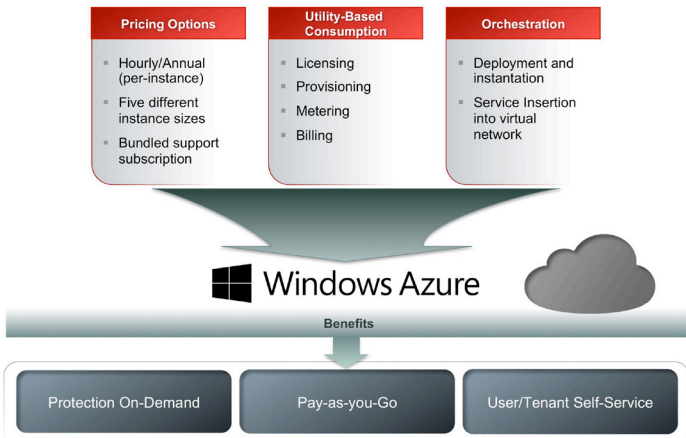 Pricing Options
Hourly/Annual
(per-instance)
Five different
instance sizes
Bundled support
subscription
Utility-Based
Consumption
Licensing
Provisioning
Metering
Billing
Orchestration
Deployment and
instantation
Service Insertion
into virtual
network
Windows Azure
Benefits
Protection On-Demand
Pay-as-you-Go
User/Tenant Self-Service